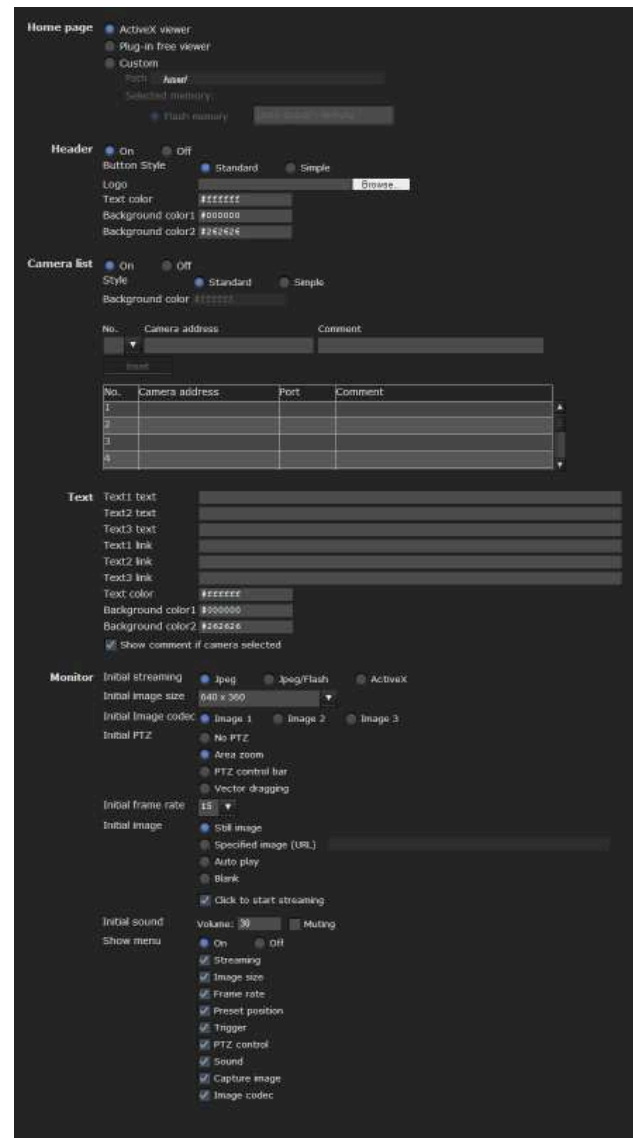 Home page ActiveX viewer
Plug-in free viewer
Custom
Path
Selected memory:
Flash memory
Header On Off
Button Style Standard Simple
Logo Browse...
Text color #ffffff
Background color1 #000000
Background color2 #262626
Camera list On Off
Style Standard Simple
Background color #ffffff
No. Camera address Comment
Insert
No. Camera address Port Comment
1
2
3
4
Text Text1 text
Text2 text
Text3 text
Text1 link
Text2 link
Text3 link
Text color #ffffff
Background color1 #000000
Background color2 #262626
Show comment if camera selected
Monitor Initial streaming Jpeg Jpeg/Flash ActiveX
Initial image size 640 x 360
Initial Image codec Image 1 Image 2 Image 3
Initial PTZ No PTZ
Area zoom
PTZ control bar
Vector dragging
Initial frame rate 15
Initial image Still image
Specified image (URL)
Auto play
Blank
Click to start streaming
Initial sound Volume: 30 Muting
Show menu On Off
Streaming
Image size
Frame rate
Preset position
Trigger
PTZ control
Sound
Capture image
Image codec